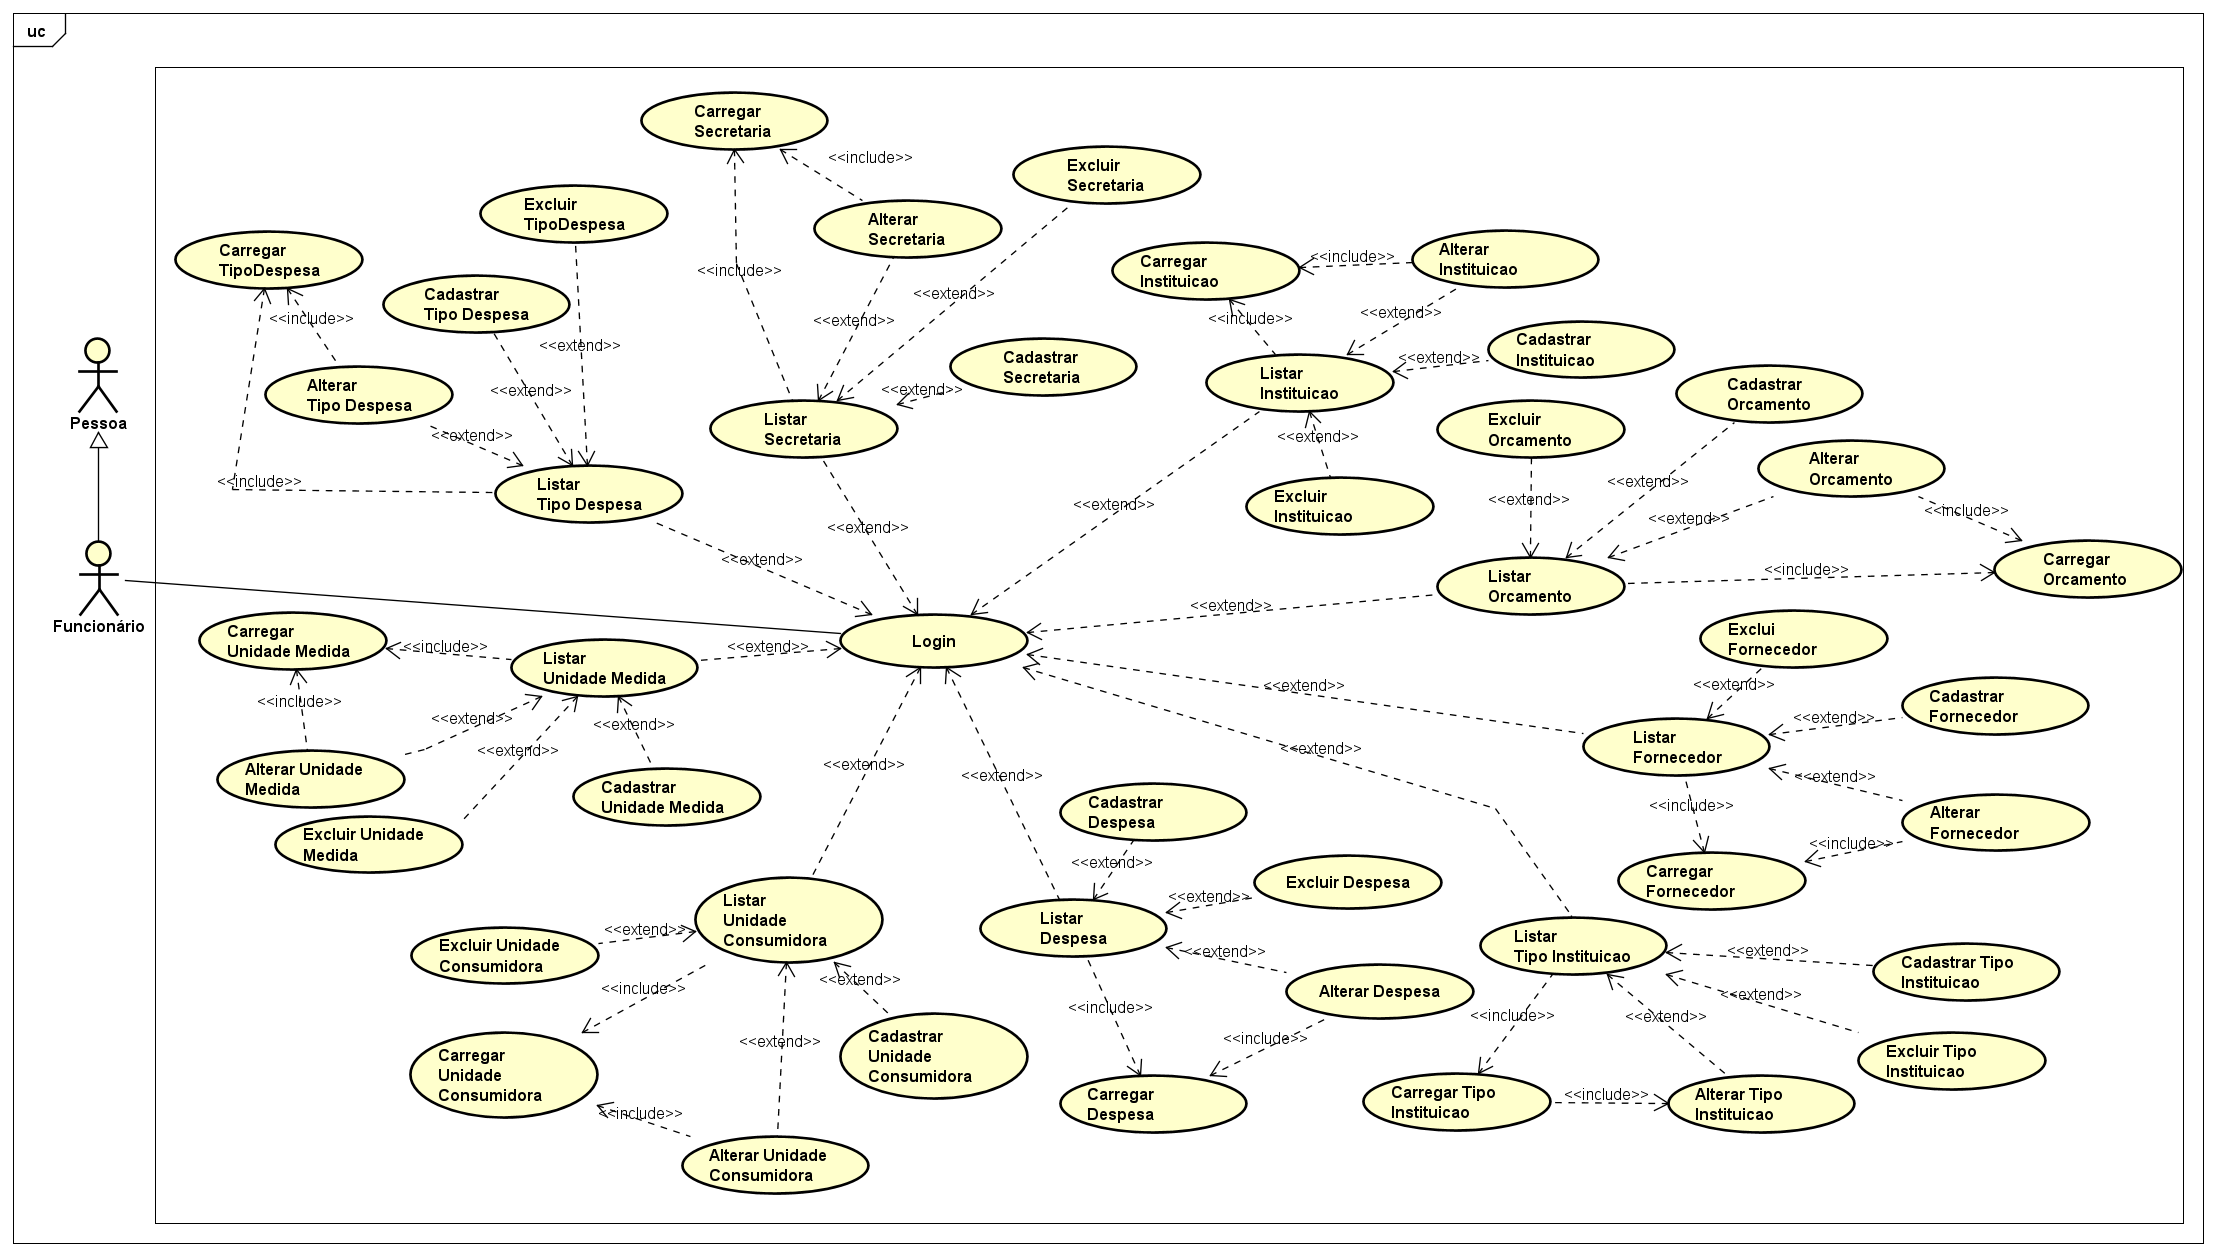 uc
Carregar
Secretaria
<<include>>
Excluir
Secretaria
Excluir
TipoDespesa
Alterar
Secretaria
Carregar
TipoDespesa
<<include>>
Carregar
Instituicao
<<include>>
Alterar
Instituicao
Cadastrar
Tipo Despesa
<<extend>>
<<include>>
<<extend>>
<<extend>>
<<include>>
<<extend>>
Pessoa
Alterar
Tipo Despesa
<<extend>>
<<extend>>
Cadastrar
Secretaria
<<extend>>
Listar
Instituicao
<<extend>>
Cadastrar
Instituicao
Cadastrar
Orcamento
<<extend>>
Listar
Secretaria
<<extend>>
Excluir
Orcamento
<<include>>
Listar
Tipo Despesa
Alterar
Orcamento
<<extend>>
<<extend>>
<<extend>>
Excluir
Instituicao
<<extend>>
<<extend>>
<<extend>>
<<include>>
<<extend>>
Listar
Orcamento
<<include>>
Carregar
Orcamento
Funcionário
<<extend>>
Carregar
Unidade Medida
<<include>>
Listar
Unidade Medida
<<extend>>
Login
Exclui
Fornecedor
<<include>>
<<extend>>
<<extend>>
<<extend>>
<<extend>>
<<extend>>
<<extend>>
Cadastrar
Fornecedor
<<extend>>
Listar
Fornecedor
Alterar Unidade
Medida
Cadastrar
Unidade Medida
<<extend>>
<<extend>>
<<extend>>
Excluir Unidade
Medida
Cadastrar
Despesa
<<include>>
Alterar
Fornecedor
<<include>>
<<extend>>
Excluir Despesa
Carregar
Fornecedor
<<extend>>
Listar
Unidade
Consumidora
<<extend>>
Excluir Unidade
Consumidora
Listar
Despesa
<<extend>>
Listar
Tipo Instituicao
<<extend>>
Cadastrar Tipo
Instituicao
<<include>>
<<extend>>
Alterar Despesa
<<extend>>
<<include>>
<<include>>
<<extend>>
<<extend>>
Cadastrar
Unidade
Consumidora
<<include>>
Excluir Tipo
Instituicao
Carregar
Unidade
Consumidora
Carregar
Despesa
Carregar Tipo
Instituicao
<<include>>
Alterar Tipo
Instituicao
<<include>>
Alterar Unidade
Consumidora